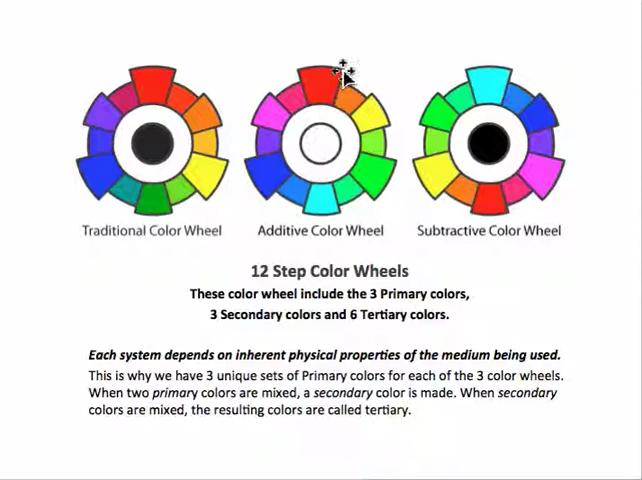 Traditional Color Wheel
Additive Color Wheel
Subtractive Color Wheel
12 Step Color Wheels
These color wheel include the 3 Primary colors,
3 Secondary colors and 6 Tertiary colors.
Each system depends on inherent physical properties of the medium being used.
This is why we have 3 unique sets of Primary colors for each of the 3 color wheels.
When two primary colors are mixed, a secondary color is made. When secondary
colors are mixed, the resulting colors are called tertiary.